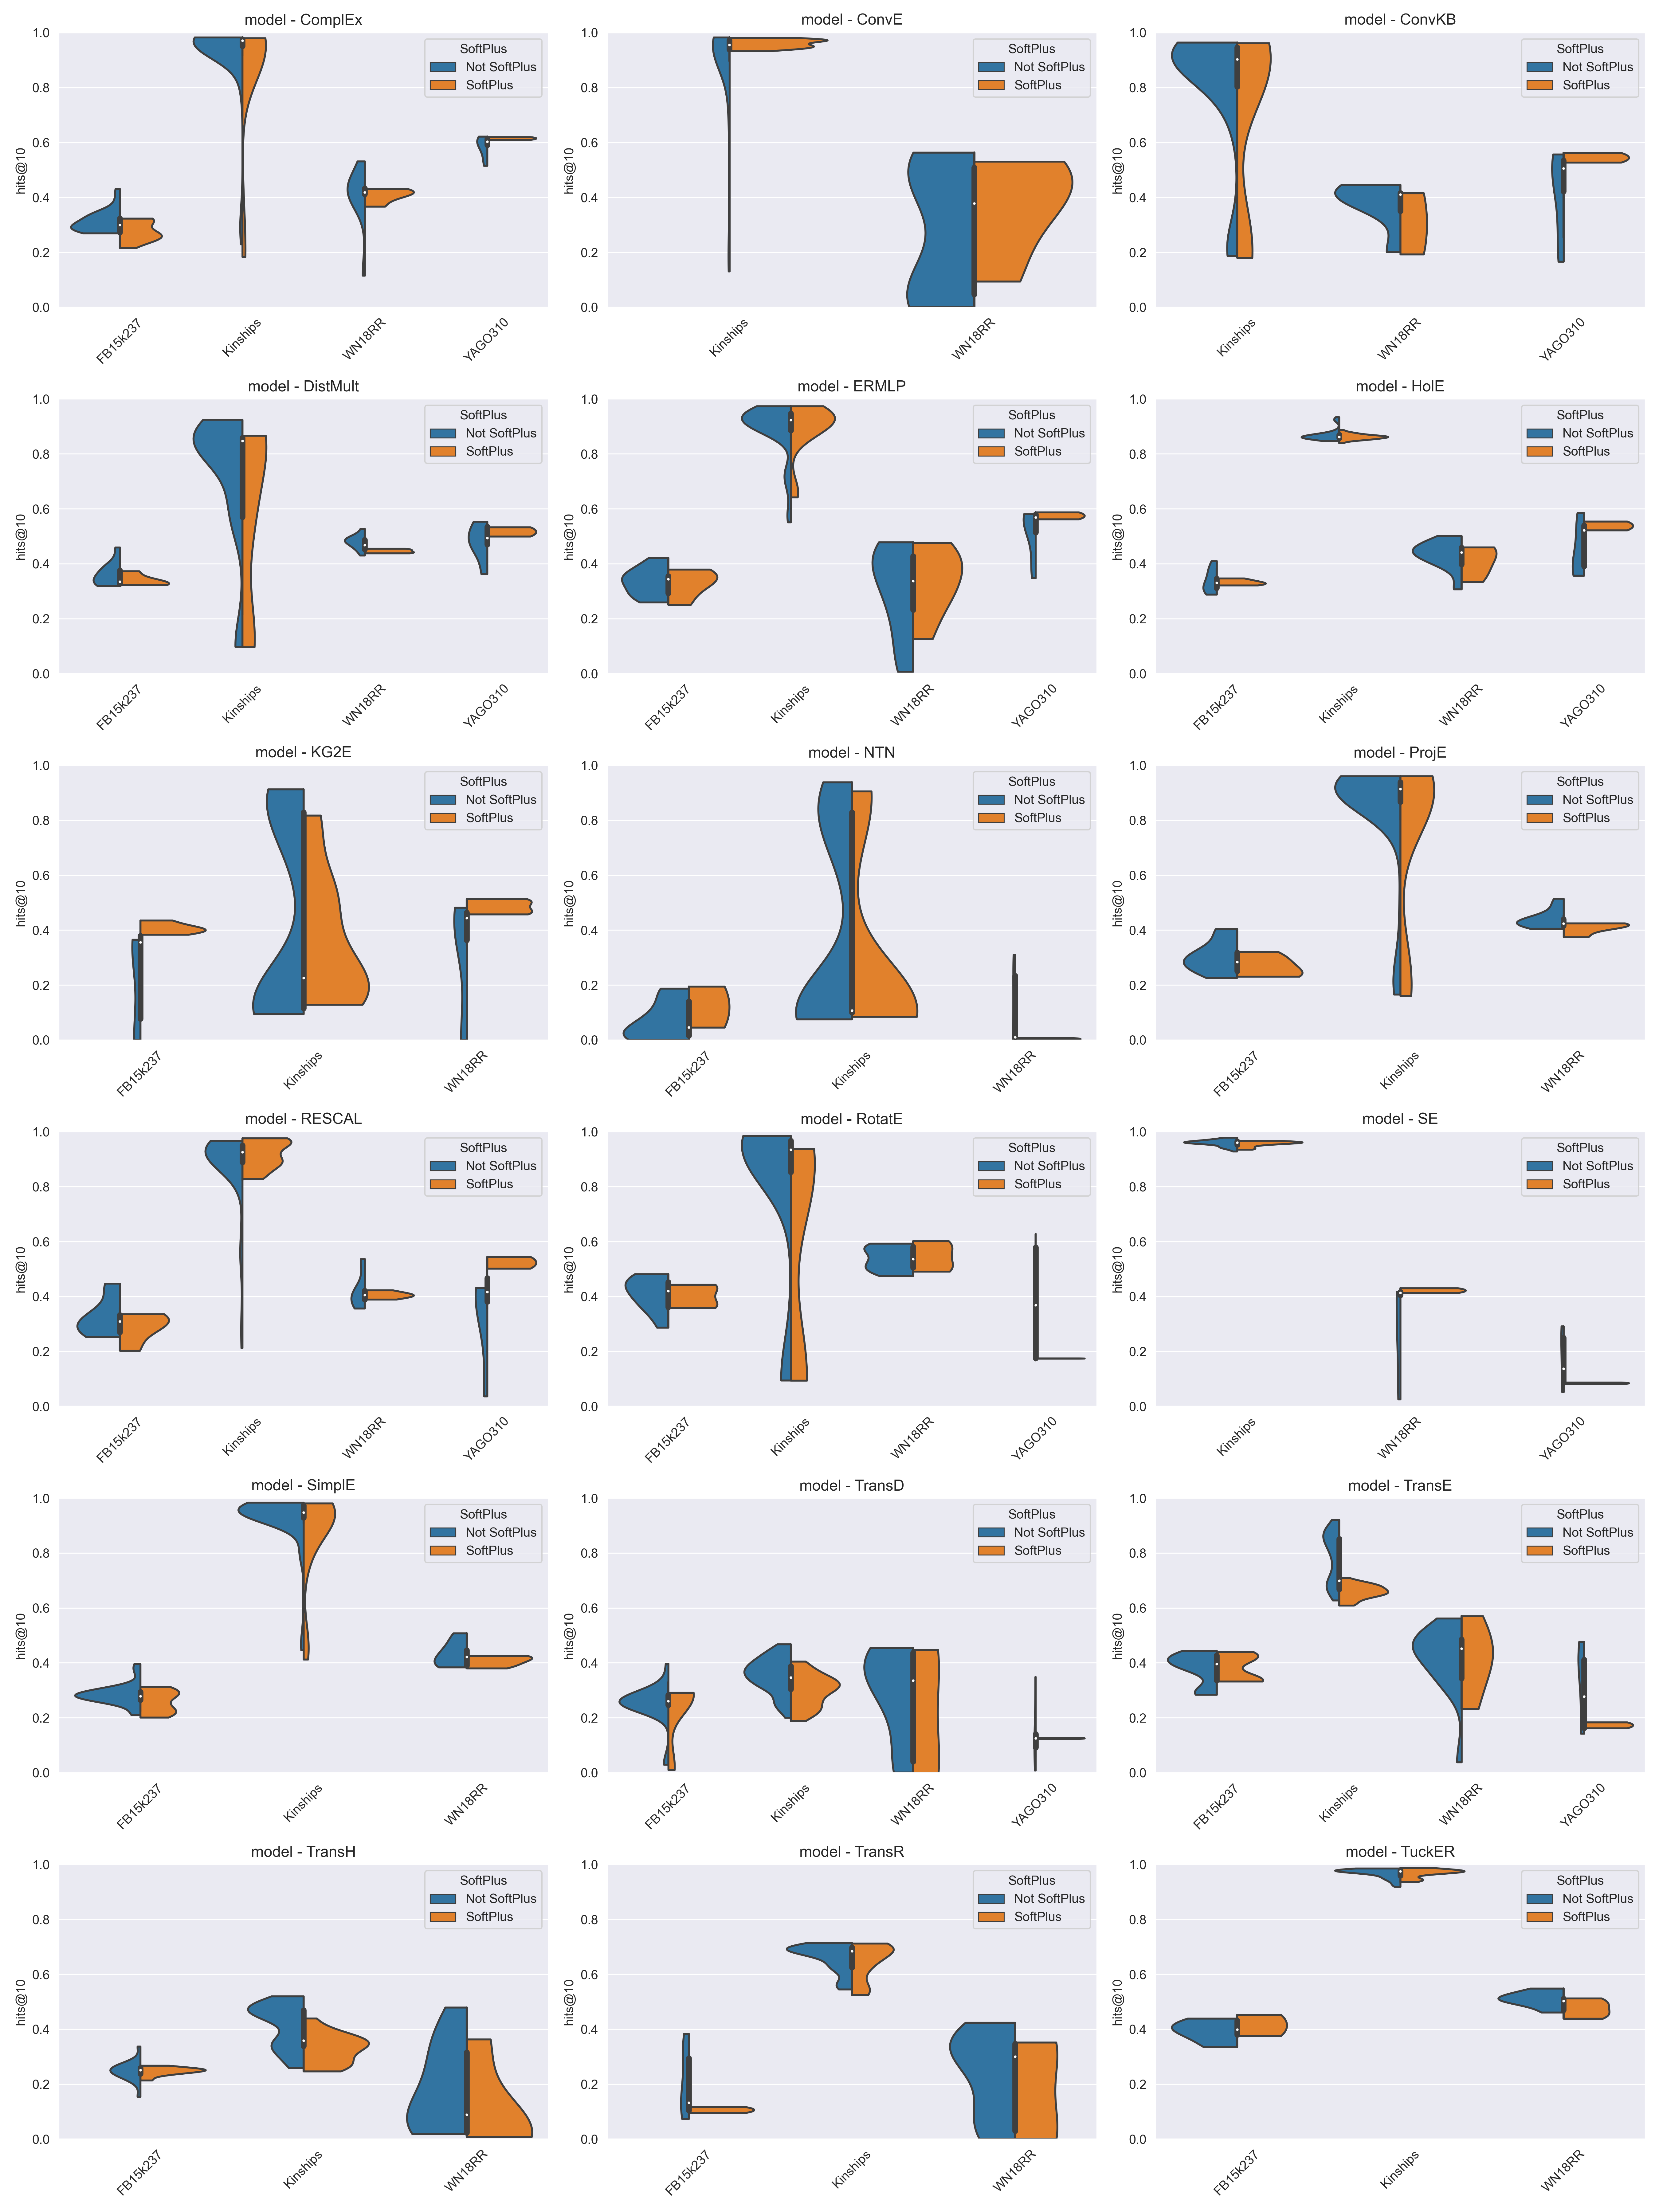 model - ComplEx
hits@10
1.0
0.8
0.6
0.4
0.2
0.0
SoftPlus
Not SoftPlus
SoftPlus
FB15k237
Kinships
WN18RR
YAGO310
model - ConvE
hits@10
1.0
0.8
0.6
0.4
0.2
0.0
SoftPlus
Not SoftPlus
SoftPlus
Kinships
WN18RR
model - ConvKB
hits@10
1.0
0.8
0.6
0.4
0.2
0.0
SoftPlus
Not SoftPlus
SoftPlus
Kinships
WN18RR
YAGO310
model - DistMult
hits@10
1.0
0.8
0.6
0.4
0.2
0.0
SoftPlus
Not SoftPlus
SoftPlus
FB15k237
Kinships
WN18RR
YAGO310
model - ERMLP
hits@10
1.0
0.8
0.6
0.4
0.2
0.0
SoftPlus
Not SoftPlus
SoftPlus
FB15k237
Kinships
WN18RR
YAGO310
model - HolE
hits@10
1.0
0.8
0.6
0.4
0.2
0.0
SoftPlus
Not SoftPlus
SoftPlus
FB15k237
Kinships
WN18RR
YAGO310
model - KG2E
hits@10
1.0
0.8
0.6
0.4
0.2
0.0
SoftPlus
Not SoftPlus
SoftPlus
FB15k237
Kinships
WN18RR
model - NTN
hits@10
1.0
0.8
0.6
0.4
0.2
0.0
SoftPlus
Not SoftPlus
SoftPlus
FB15k237
Kinships
WN18RR
model - ProjE
hits@10
1.0
0.8
0.6
0.4
0.2
0.0
SoftPlus
Not SoftPlus
SoftPlus
FB15k237
Kinships
WN18RR
model - RESCAL
hits@10
1.0
0.8
0.6
0.4
0.2
0.0
SoftPlus
Not SoftPlus
SoftPlus
FB15k237
Kinships
WN18RR
YAGO310
model - RotatE
hits@10
1.0
0.8
0.6
0.4
0.2
0.0
SoftPlus
Not SoftPlus
SoftPlus
FB15k237
Kinships
WN18RR
YAGO310
model - SE
hits@10
1.0
0.8
0.6
0.4
0.2
0.0
SoftPlus
Not SoftPlus
SoftPlus
Kinships
WN18RR
YAGO310
model - SimplE
hits@10
1.0
0.8
0.6
0.4
0.2
0.0
SoftPlus
Not SoftPlus
SoftPlus
FB15k237
Kinships
WN18RR
model - TransD
hits@10
1.0
0.8
0.6
0.4
0.2
0.0
SoftPlus
Not SoftPlus
SoftPlus
FB15k237
Kinships
WN18RR
YAGO310
model - TransE
hits@10
1.0
0.8
0.6
0.4
0.2
0.0
SoftPlus
Not SoftPlus
SoftPlus
FB15k237
Kinships
WN18RR
YAGO310
model - TransH
hits@10
1.0
0.8
0.6
0.4
0.2
0.0
SoftPlus
Not SoftPlus
SoftPlus
FB15k237
Kinships
WN18RR
model - TransR
hits@10
1.0
0.8
0.6
0.4
0.2
0.0
SoftPlus
Not SoftPlus
SoftPlus
FB15k237
Kinships
WN18RR
model - TuckER
hits@10
1.0
0.8
0.6
0.4
0.2
0.0
SoftPlus
Not SoftPlus
SoftPlus
FB15k237
Kinships
WN18RR